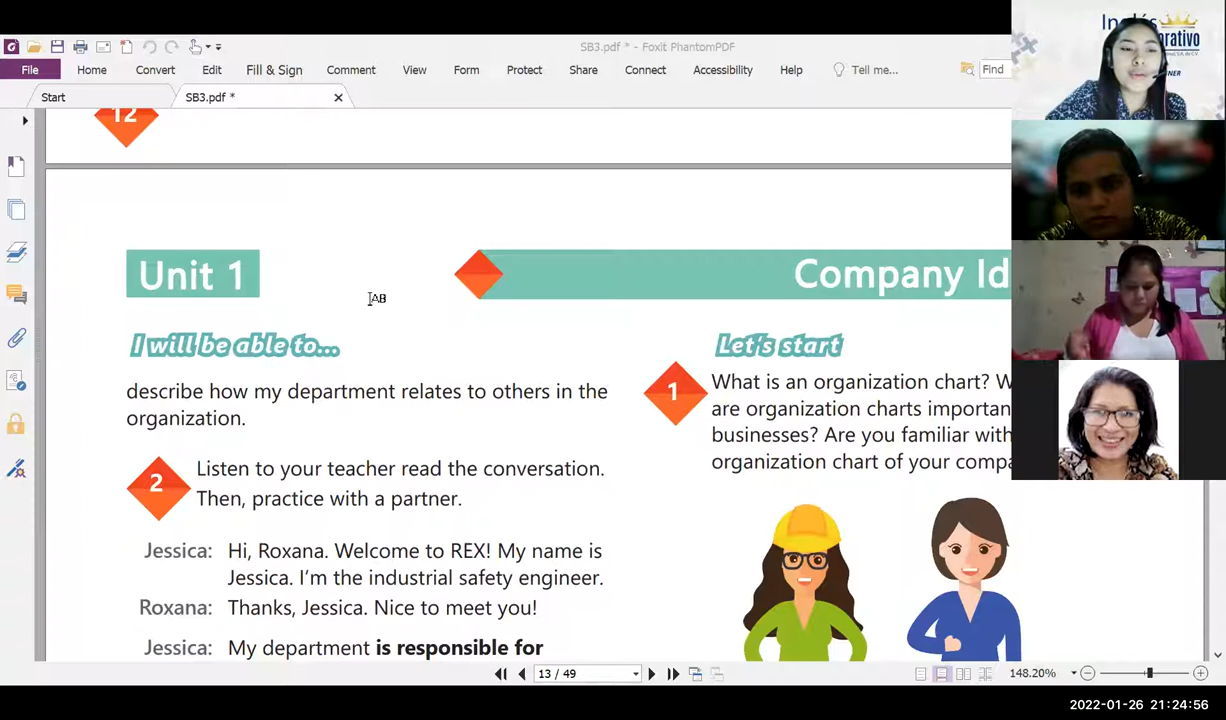 SB3.pdf * - Foxit PhantomPDF
File Home Convert Edit Fill & Sign Comment View Form Protect Share Connect Accessibility Help Tell me... Find
Start SB3.pdf *
12
Unit 1
Company Id
I will be able to...
describe how my department relates to others in the
organization.
2
Listen to your teacher read the conversation.
Then, practice with a partner.
Jessica: Hi, Roxana. Welcome to REX! My name is
Jessica. I'm the industrial safety engineer.
Roxana: Thanks, Jessica. Nice to meet you!
Jessica: My department is responsible for
Let's start
1
What is an organization chart? W
are organization charts importan
businesses? Are you familiar with
organization chart of your compa
13 / 49
148.20%
2022-01-26 21:24:56